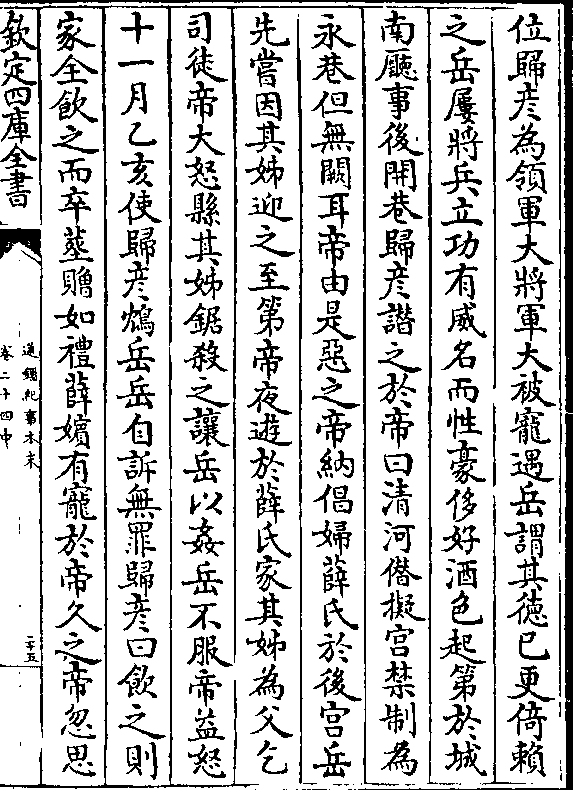 位歸彦為領軍大將軍大被寵遇岳謂其徳已更倚賴
之岳屢將兵立功有威名而性豪侈好酒色起第於城
南廳事後開巷歸彦譖之於帝曰清河僣擬宫禁制為
永巷但無闕耳帝由是惡之帝納倡婦薛氏於後宫岳
先嘗因其姊迎之至第帝夜遊於薛氏家其姊為父乞
司徒帝大怒縣其姊鋸殺之讓岳以姦岳不服帝益怒
十一月乙亥使歸彦鴆岳岳自訴無罪歸彦曰飲之則
家全飲之而卒葬贈如禮薛嬪有寵於帝久之帝忽思
欽定四庫全書
通鑑紀事本末
卷二十四中
二五